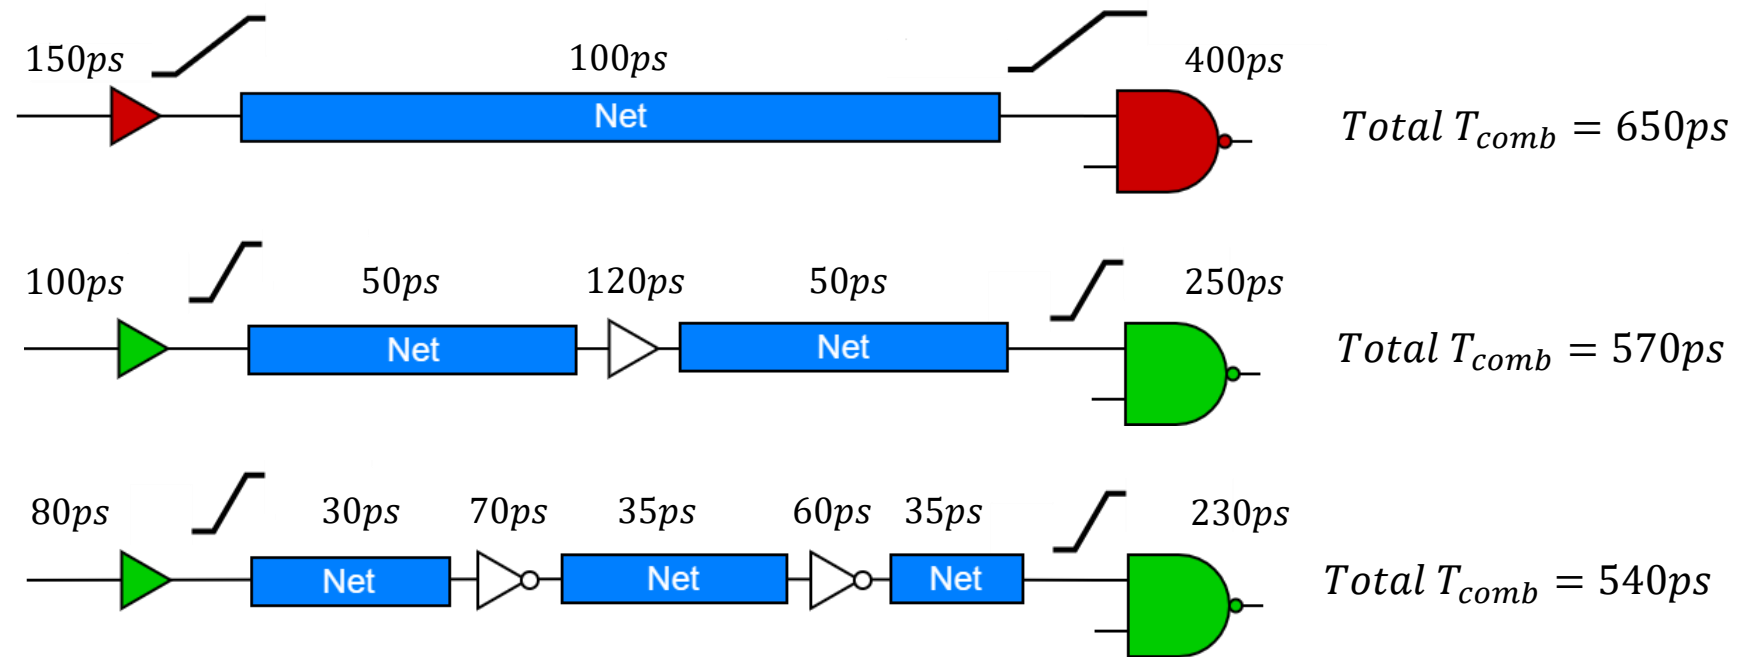 150ps 100ps 400ps
Net
Total T_comb = 650ps
100ps 50ps 120ps 50ps 250ps
Net Net
Total T_comb = 570ps
80ps 30ps 70ps 35ps 60ps 35ps 230ps
Net Net Net
Total T_comb = 540ps